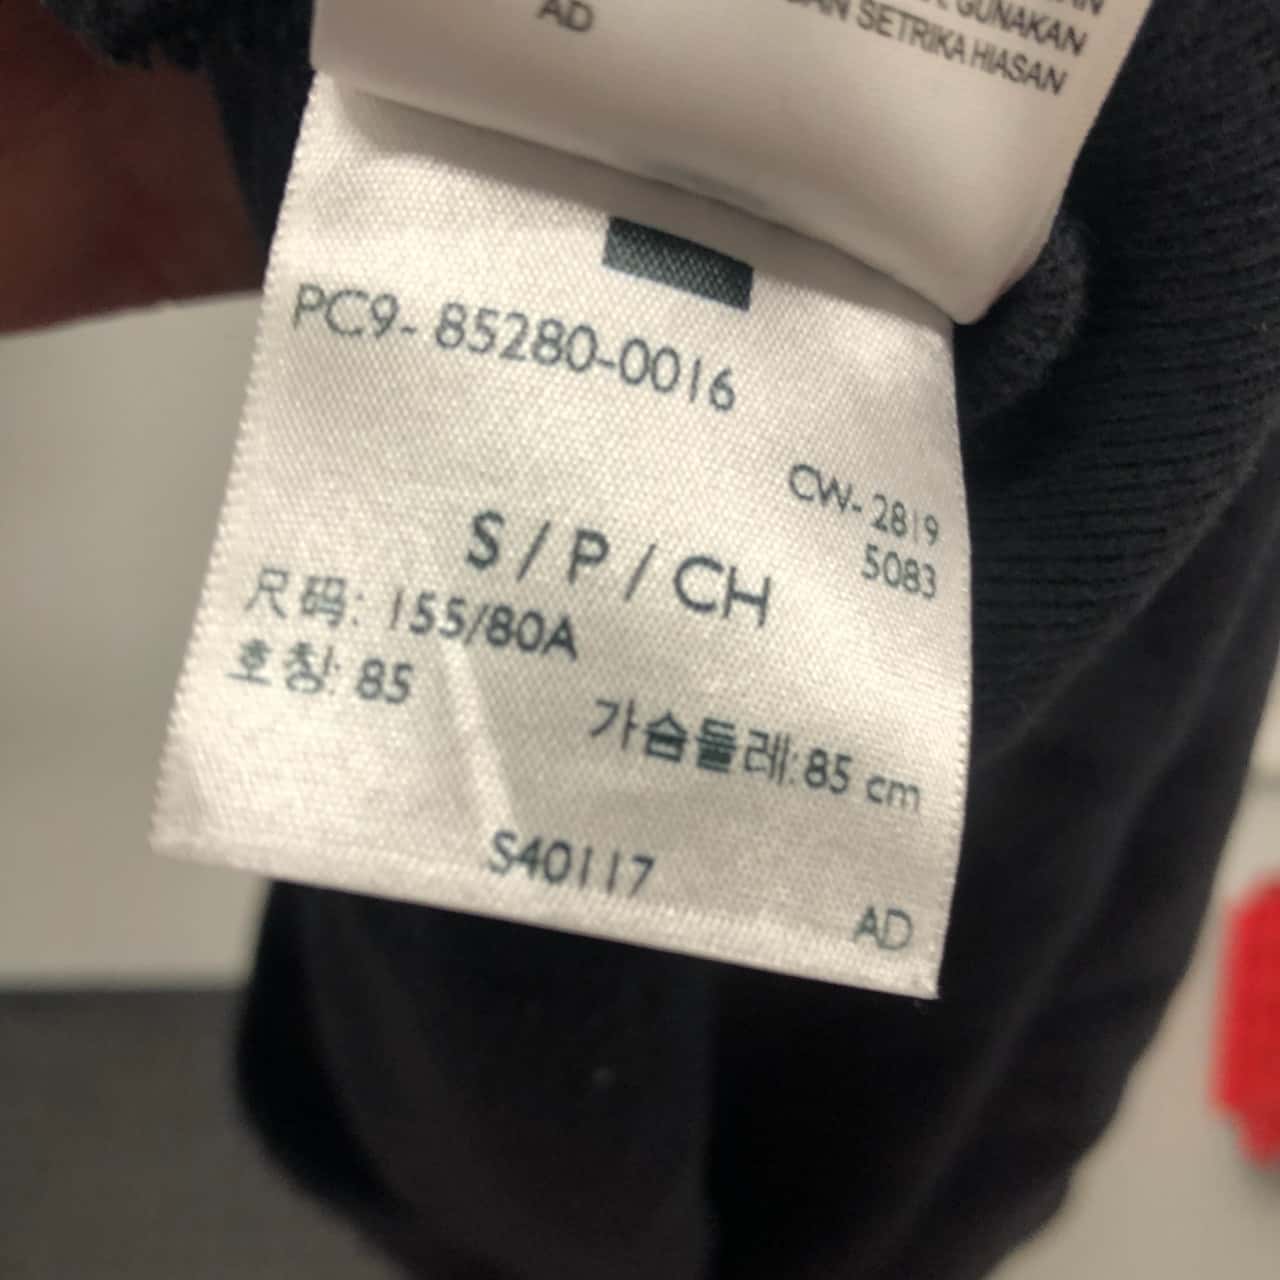 GUNAKAN
SETRIKA HIASAN
AD
PC9- 85280-0016
CW- 2819
5083
S / P / CH
尺码: 155/80A
호칭: 85
가슴둘레: 85 cm
S40117
AD